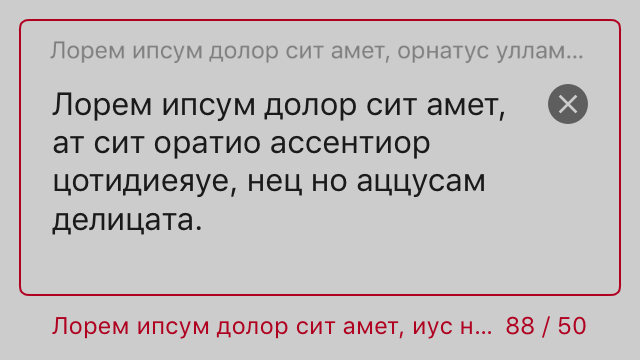 Лорем ипсум долор сит амет, орнатус уллам...
Лорем ипсум долор сит амет,
ат сит оратио ассентиор
цотидиеяуе, нец но аццусам
делицата.
Лорем ипсум долор сит амет, иус н... 88 / 50